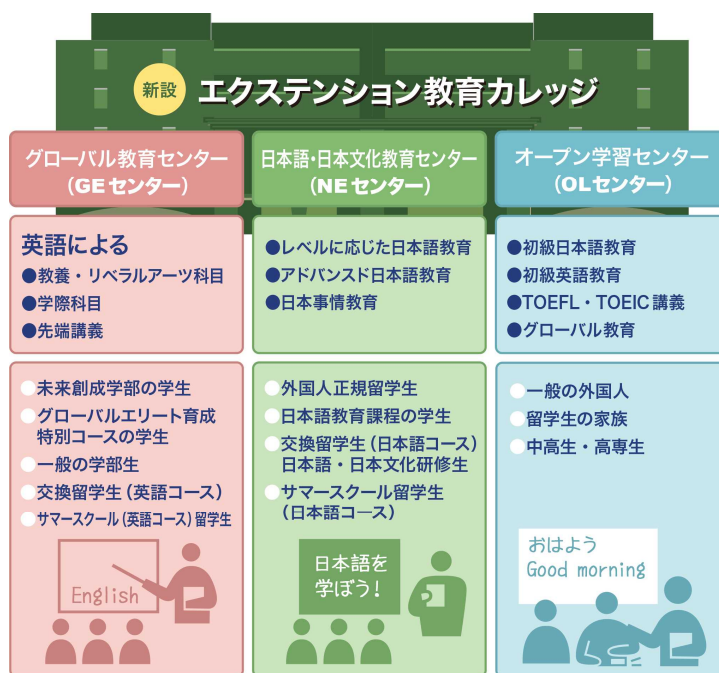 新設 エクステンション教育カレッジ
グローバル教育センター
(GEセンター)
英語による
●教養・リベラルアーツ科目
●学際科目
●先端講義
●未来創成学部の学生
●グローバルエリート育成
特別コースの学生
●一般の学部生
●交換留学生(英語コース)
●サマースクール(英語コース)留学生
English
日本語・日本文化教育センター
(NEセンター)
●レベルに応じた日本語教育
●アドバンスド日本語教育
●日本事情教育
●外国人正規留学生
●日本語教育課程の学生
●交換留学生(日本語コース)
日本語・日本文化研修生
●サマースクール留学生
(日本語コース)
日本語を
学ぼう!
オープン学習センター
(OLセンター)
●初級日本語教育
●初級英語教育
●TOEFL・TOEIC講義
●グローバル教育
●一般の外国人
●留学生の家族
●中高生・高専生
おはよう
Good morning